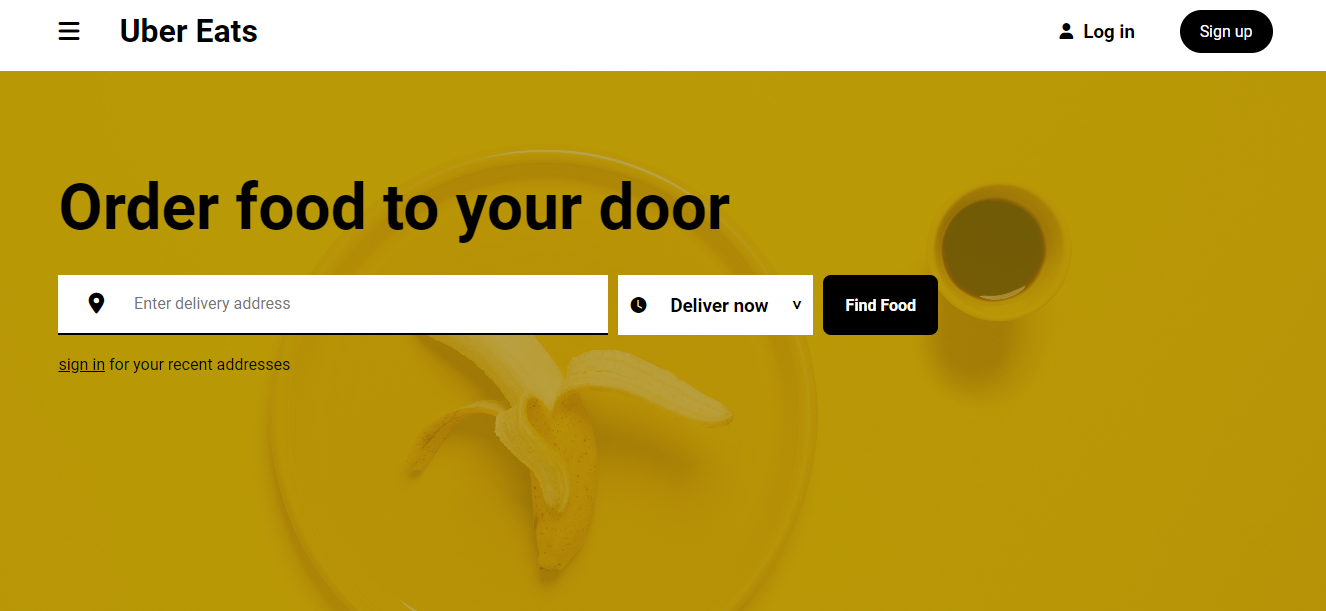 Uber Eats
Log in
Sign up
Order food to your door
Enter delivery address
Deliver now
Find Food
sign in for your recent addresses